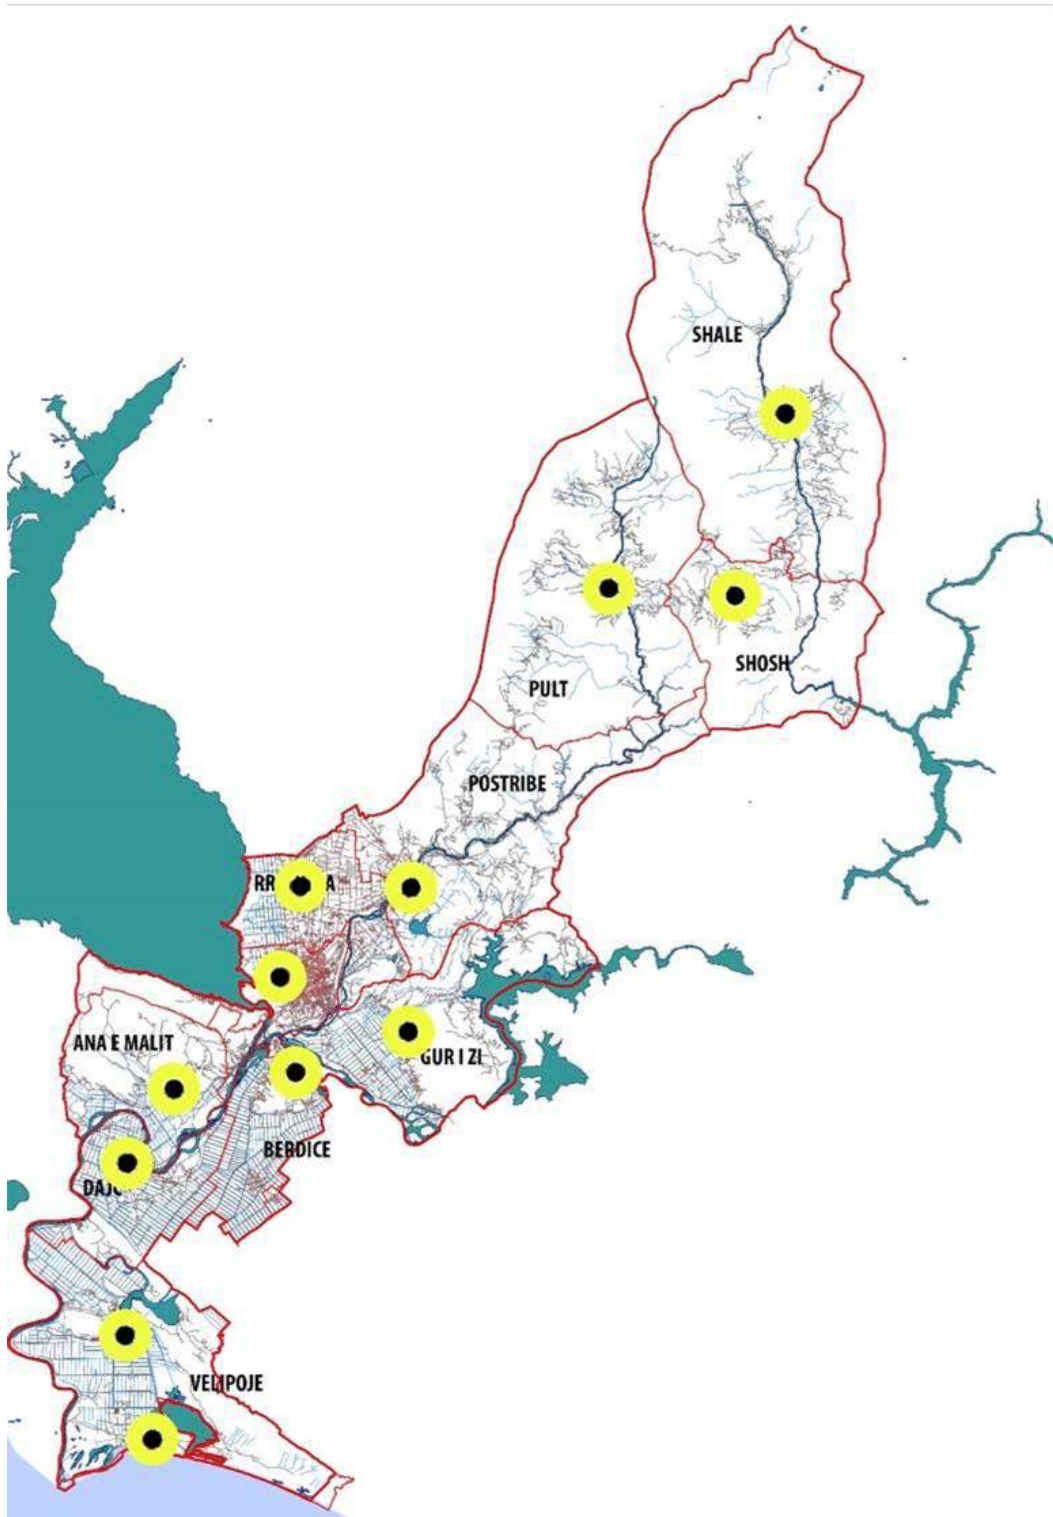 SHALE
SHOSH
PULT
POSTRIBE
ANA E MALIT
GUR I ZI
BERDICE
VELIPOJE